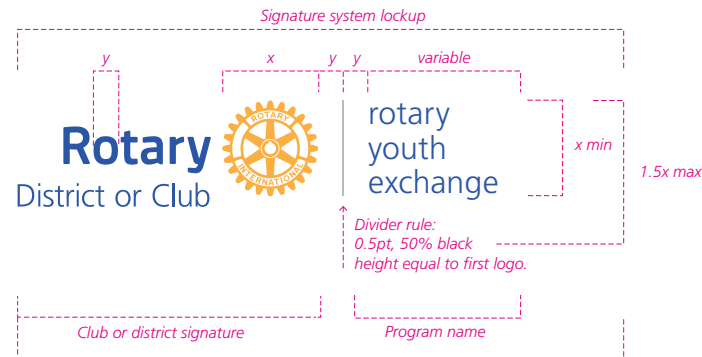 Signature system lockup
y
x
y
y
variable
Rotary
District or Club
ROTARY
INTERNATIONAL
rotary
youth
exchange
x min
1.5x max
Divider rule:
0.5pt, 50% black
height equal to first logo.
Club or district signature
Program name